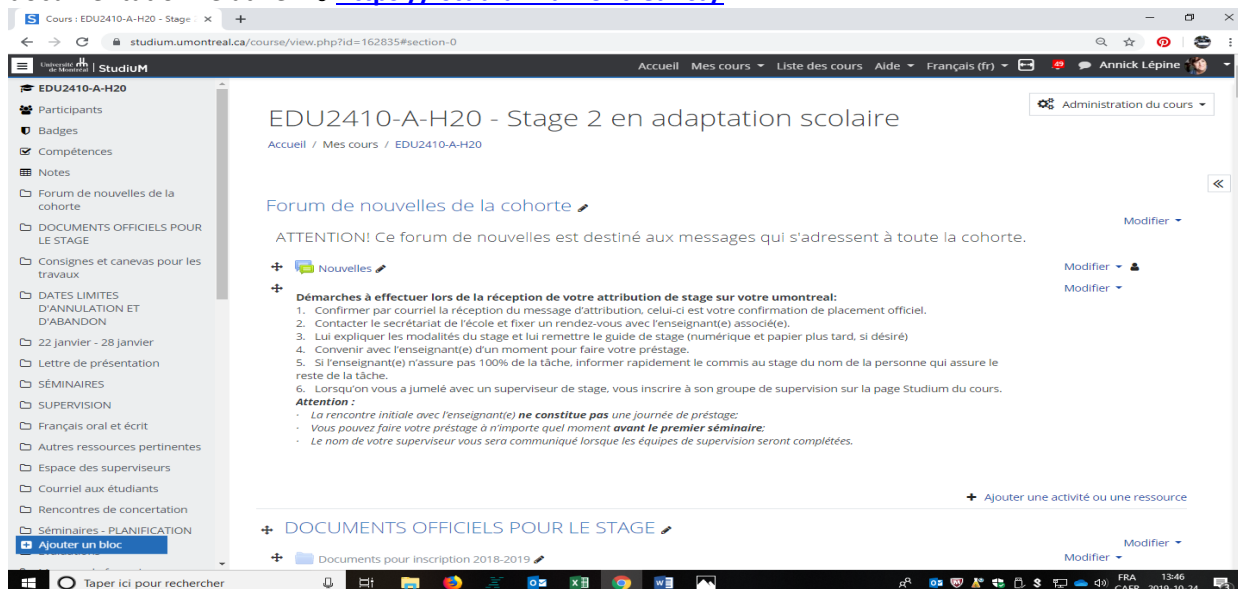 Cours : EDU2410-A-H20 - Stage
studium.umontreal.ca/course/view.php?id=162835#section-0
Université de Montréal | StudiUM
Accueil Mes cours Liste des cours Aide Français (fr) 49 Annick Lépine
EDU2410-A-H20
Participants
Badges
Compétences
Notes
Forum de nouvelles de la
cohorte
DOCUMENTS OFFICIELS POUR
LE STAGE
Consignes et canevas pour les
travaux
DATES LIMITES
D'ANNULATION ET
D'ABANDON
22 janvier - 28 janvier
Lettre de présentation
SÉMINAIRES
SUPERVISION
Français oral et écrit
Autres ressources pertinentes
Espace des superviseurs
Courriel aux étudiants
Rencontres de concertation
Séminaires - PLANIFICATION
Ajouter un bloc
Administration du cours
EDU2410-A-H20 - Stage 2 en adaptation scolaire
Accueil / Mes cours / EDU2410-A-H20
Forum de nouvelles de la cohorte
Modifier
ATTENTION! Ce forum de nouvelles est destiné aux messages qui s'adressent à toute la cohorte.
Nouvelles Modifier
Modifier
Démarches à effectuer lors de la réception de votre attribution de stage sur votre umontreal:
1. Confirmer par courriel la réception du message d'attribution, celui-ci est votre confirmation de placement officiel.
2. Contacter le secrétariat de l'école et fixer un rendez-vous avec l'enseignant(e) associé(e).
3. Lui expliquer les modalités du stage et lui remettre le guide de stage (numérique et papier plus tard, si désiré)
4. Convenir avec l'enseignant(e) d'un moment pour faire votre préstage.
5. Si l'enseignant(e) n'assure pas 100% de la tâche, informer rapidement le commis au stage du nom de la personne qui assure le
reste de la tâche.
6. Lorsqu'on vous a jumelé avec un superviseur de stage, vous inscrire à son groupe de supervision sur la page Studium du cours.
Attention :
· La rencontre initiale avec l'enseignant(e) ne constitue pas une journée de préstage;
· Vous pouvez faire votre préstage à n'importe quel moment avant le premier séminaire;
· Le nom de votre superviseur vous sera communiqué lorsque les équipes de supervision seront complétées.
Ajouter une activité ou une ressource
DOCUMENTS OFFICIELS POUR LE STAGE
Modifier
Documents pour inscription 2018-2019 Modifier
Taper ici pour rechercher
FRA 13:46
CAFR 2019-10-24